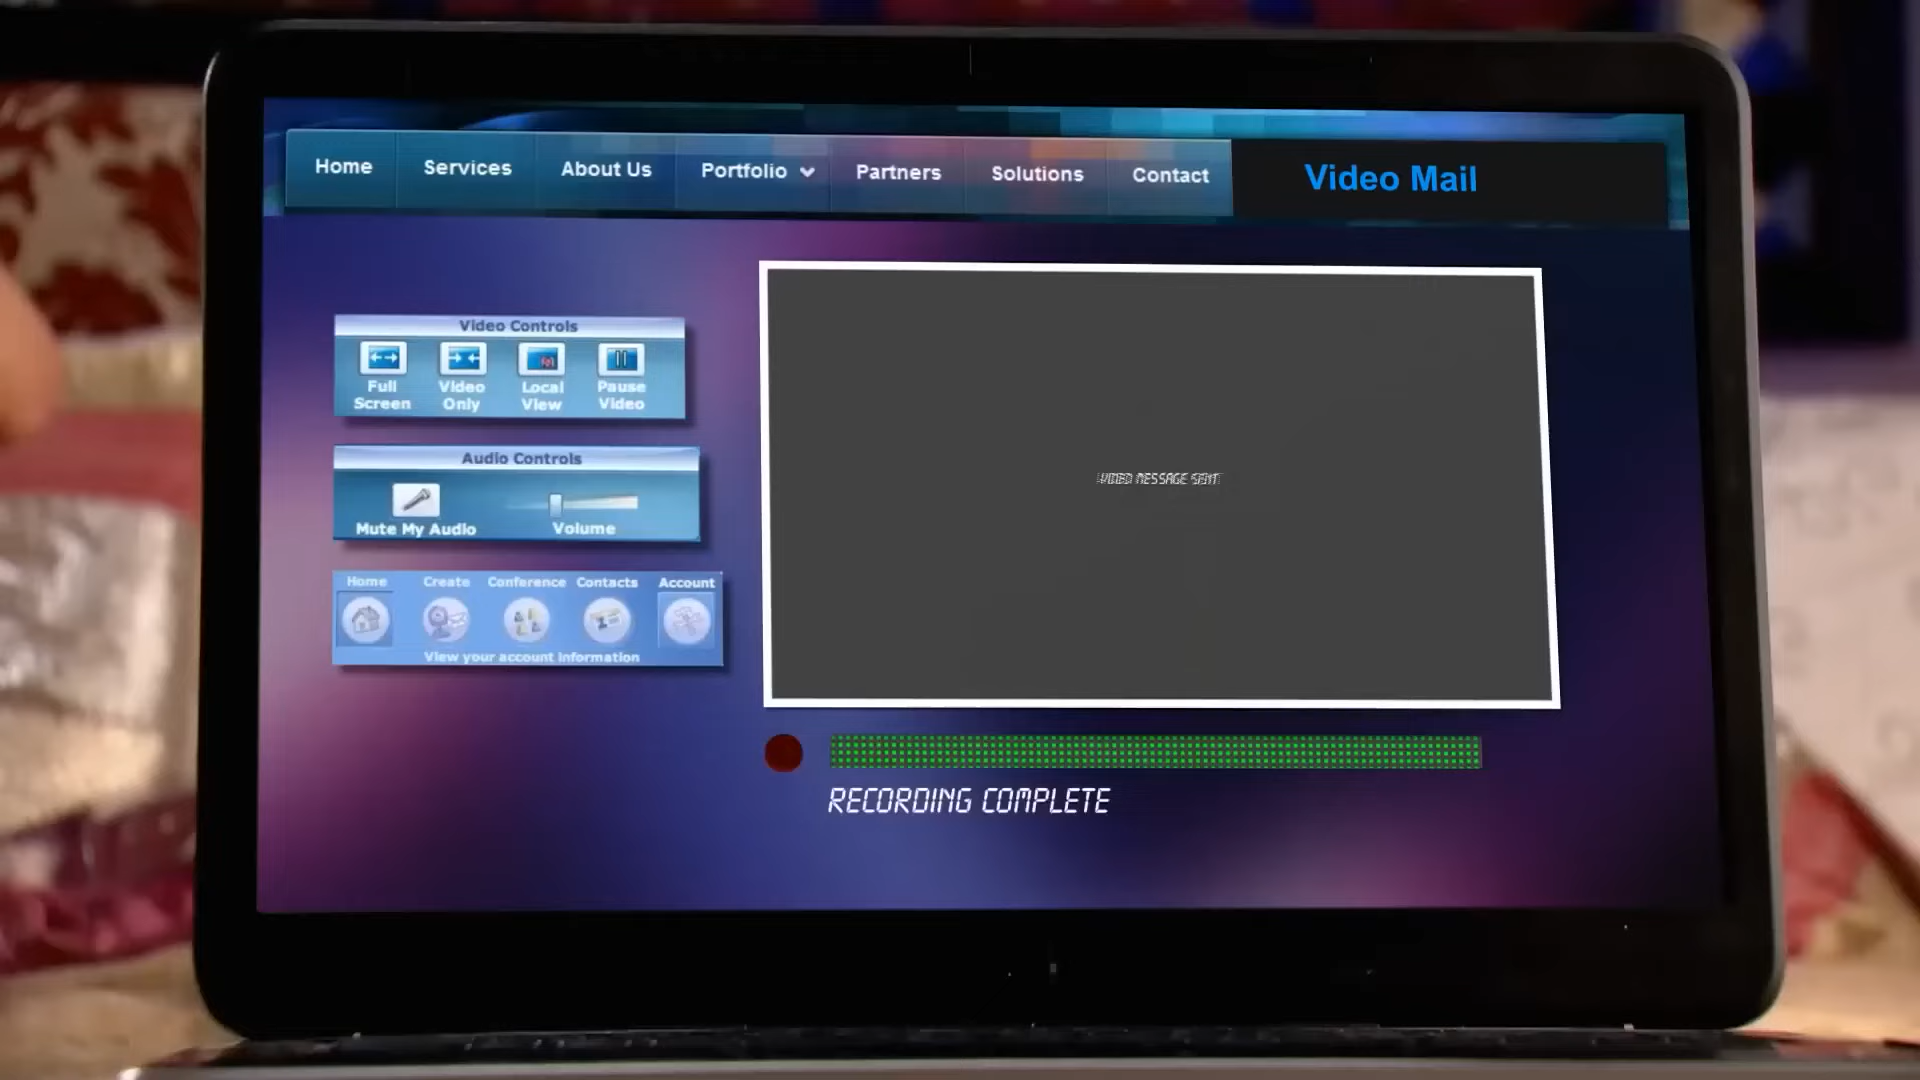 Home Services About Us Portfolio Partners Solutions Contact
Video Mail
Video Controls
Full Screen
Video Only
Local View
Pause Video
Audio Controls
Mute My Audio
Volume
Home Create Conference Contacts Account
View your account information
VIDEO MESSAGE SENT
RECORDING COMPLETE